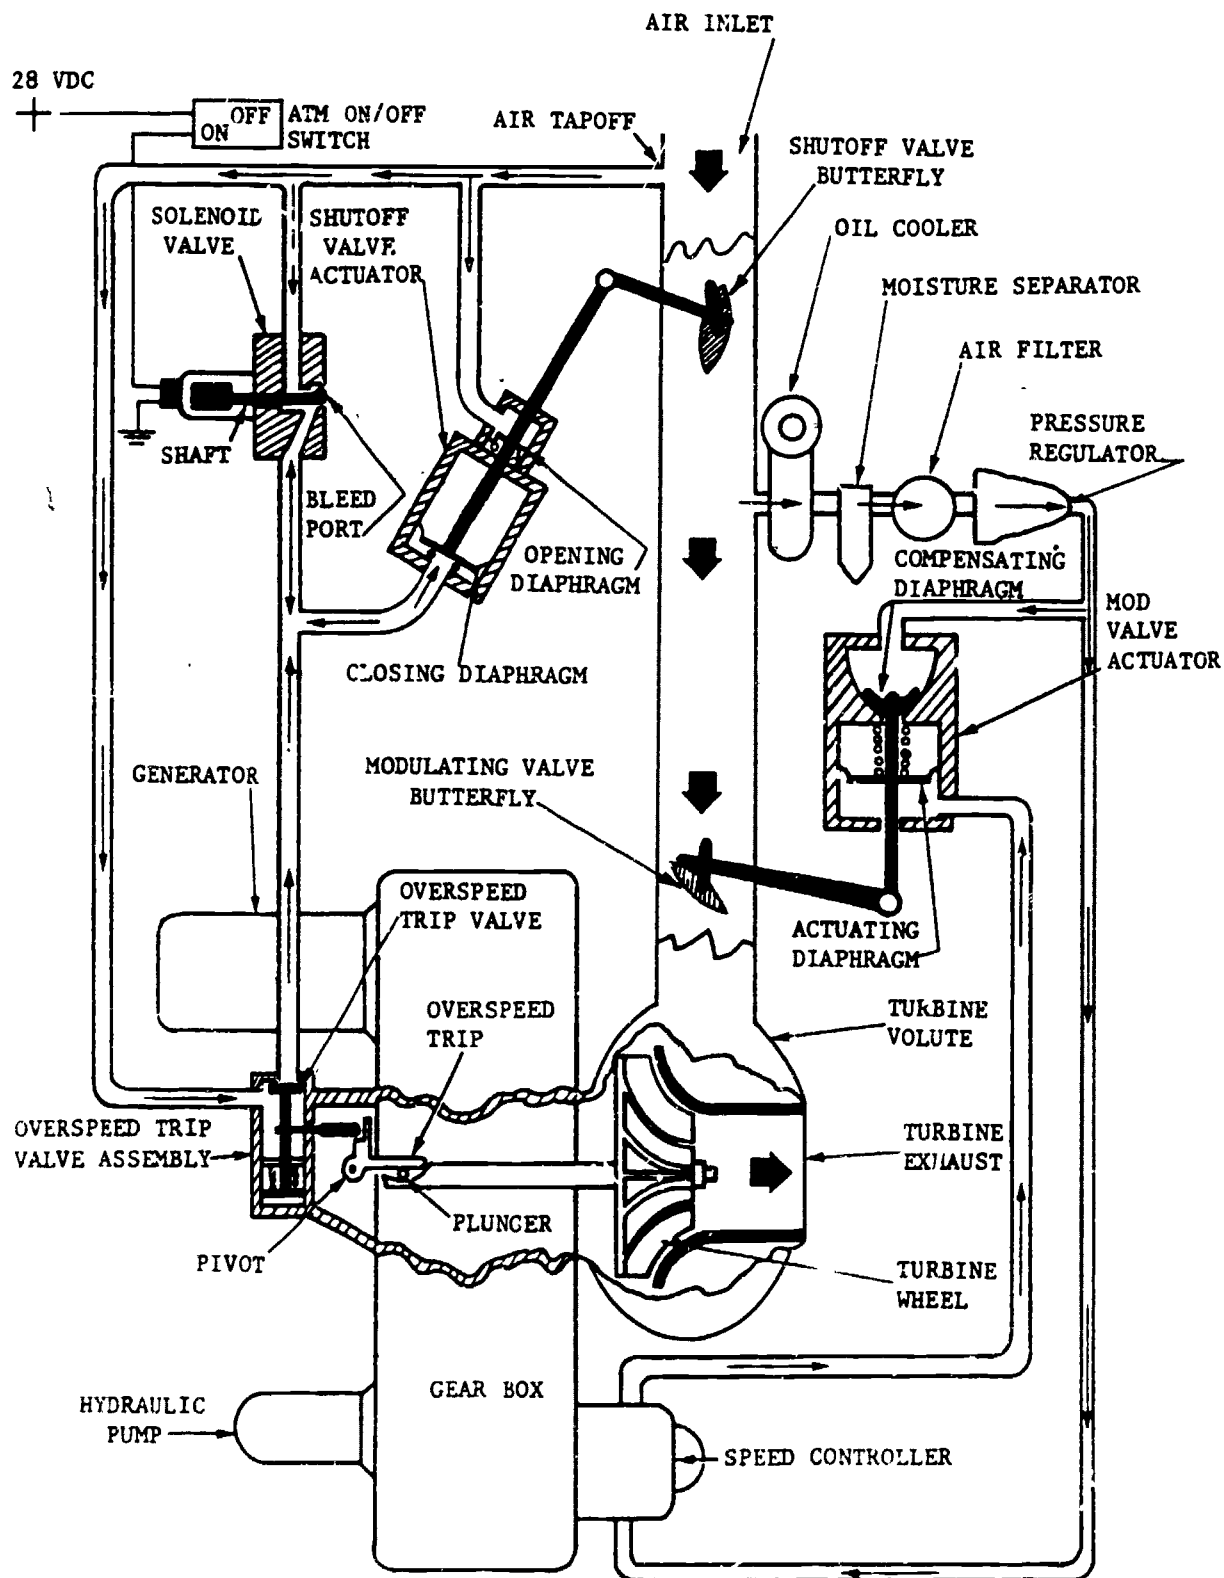 AIR INLET
28 VDC
OFF
ON
ATM ON/OFF
SWITCH
AIR TAPOFF
SHUTOFF VALVE
BUTTERFLY
SOLENOID
VALVE
SHUTOFF
VALVE
ACTUATOR
OIL COOLER
MOISTURE SEPARATOR
AIR FILTER
PRESSURE
REGULATOR
SHAFT
BLEED
PORT
OPENING
DIAPHRAGM
COMPENSATING
DIAPHRAGM
MOD
VALVE
ACTUATOR
CLOSING DIAPHRAGM
GENERATOR
MODULATING VALVE
BUTTERFLY
OVERSPEED
TRIP VALVE
ACTUATING
DIAPHRAGM
OVERSPEED
TRIP
TURBINE
VOLUTE
OVERSPEED TRIP
VALVE ASSEMBLY
TURBINE
EXHAUST
PLUNCER
PIVOT
TURBINE
WHEEL
GEAR BOX
HYDRAULIC
PUMP
SPEED CONTROLLER